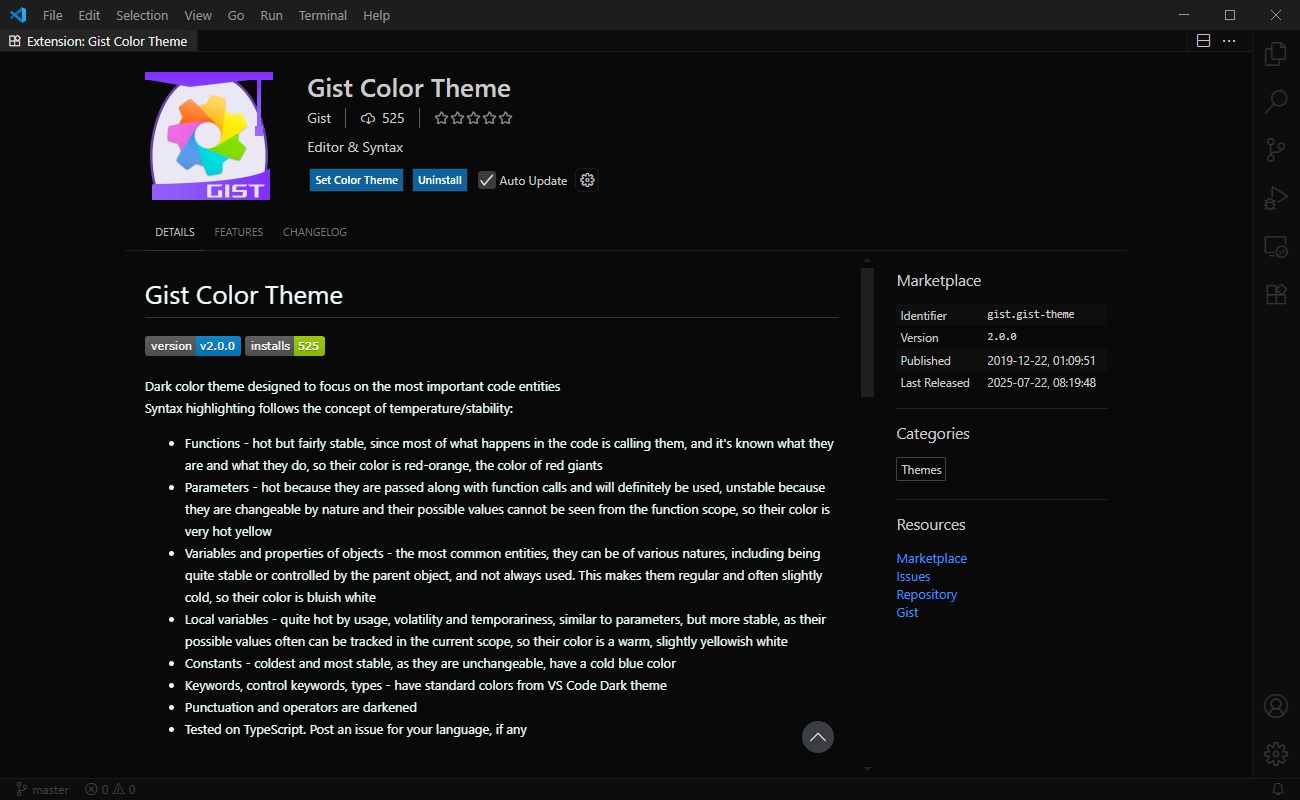 File Edit Selection View Go Run Terminal Help
Extension: Gist Color Theme
GIST
Gist Color Theme
Gist 525
Editor & Syntax
Set Color Theme Uninstall Auto Update
DETAILS FEATURES CHANGELOG
Gist Color Theme
version v2.0.0 installs 525
Dark color theme designed to focus on the most important code entities
Syntax highlighting follows the concept of temperature/stability:
• Functions - hot but fairly stable, since most of what happens in the code is calling them, and it's known what they
are and what they do, so their color is red-orange, the color of red giants
• Parameters - hot because they are passed along with function calls and will definitely be used, unstable because
they are changeable by nature and their possible values cannot be seen from the function scope, so their color is
very hot yellow
• Variables and properties of objects - the most common entities, they can be of various natures, including being
quite stable or controlled by the parent object, and not always used. This makes them regular and often slightly
cold, so their color is bluish white
• Local variables - quite hot by usage, volatility and temporariness, similar to parameters, but more stable, as their
possible values often can be tracked in the current scope, so their color is a warm, slightly yellowish white
• Constants - coldest and most stable, as they are unchangeable, have a cold blue color
• Keywords, control keywords, types - have standard colors from VS Code Dark theme
• Punctuation and operators are darkened
• Tested on TypeScript. Post an issue for your language, if any
Marketplace
Identifier gist.gist-theme
Version 2.0.0
Published 2019-12-22, 01:09:51
Last Released 2025-07-22, 08:19:48
Categories
Themes
Resources
Marketplace
Issues
Repository
Gist
master 0 0